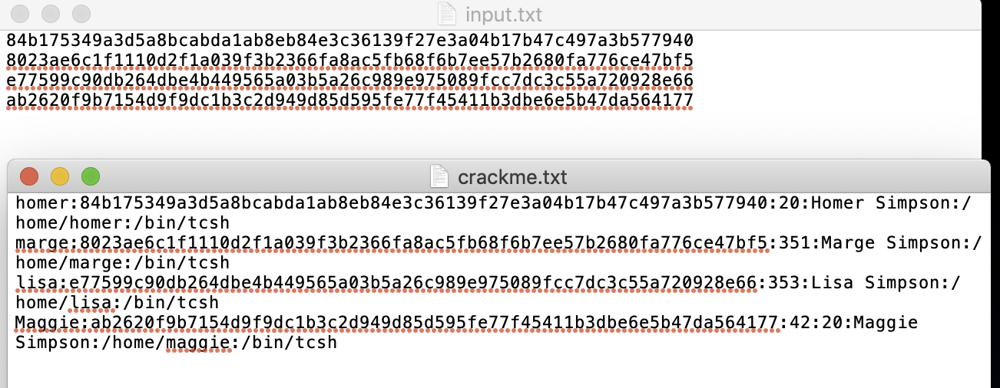 input.txt
84b175349a3d5a8bcabda1ab8eb84e3c36139f27e3a04b17b47c497a3b577940
8023ae6c1f1110d2f1a039f3b2366fa8ac5fb68f6b7ee57b2680fa776ce47bf5
e77599c90db264dbe4b449565a03b5a26c989e975089fcc7dc3c55a720928e66
ab2620f9b7154d9f9dc1b3c2d949d85d595fe77f45411b3dbe6e5b47da564177
crackme.txt
homer:84b175349a3d5a8bcabda1ab8eb84e3c36139f27e3a04b17b47c497a3b577940:20:Homer Simpson:/
home/homer:/bin/tcsh
marge:8023ae6c1f1110d2f1a039f3b2366fa8ac5fb68f6b7ee57b2680fa776ce47bf5:351:Marge Simpson:/
home/marge:/bin/tcsh
lisa:e77599c90db264dbe4b449565a03b5a26c989e975089fcc7dc3c55a720928e66:353:Lisa Simpson:/
home/lisa:/bin/tcsh
Maggie:ab2620f9b7154d9f9dc1b3c2d949d85d595fe77f45411b3dbe6e5b47da564177:42:20:Maggie
Simpson:/home/maggie:/bin/tcsh